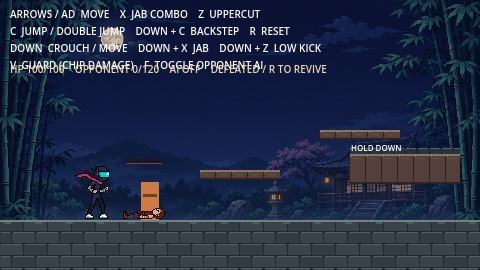 ARROWS / AD  MOVE    X  JAB COMBO    Z  UPPERCUT
C  JUMP / DOUBLE JUMP    DOWN + C  BACKSTEP    R  RESET
DOWN  CROUCH / MOVE    DOWN + X  JAB    DOWN + Z  LOW KICK
V  GUARD (CHIP DAMAGE)    F  TOGGLE OPPONENT AI
HP 100/100    OPPONENT 0/120    AI OFF    DEFEATED / R TO REVIVE
HOLD DOWN